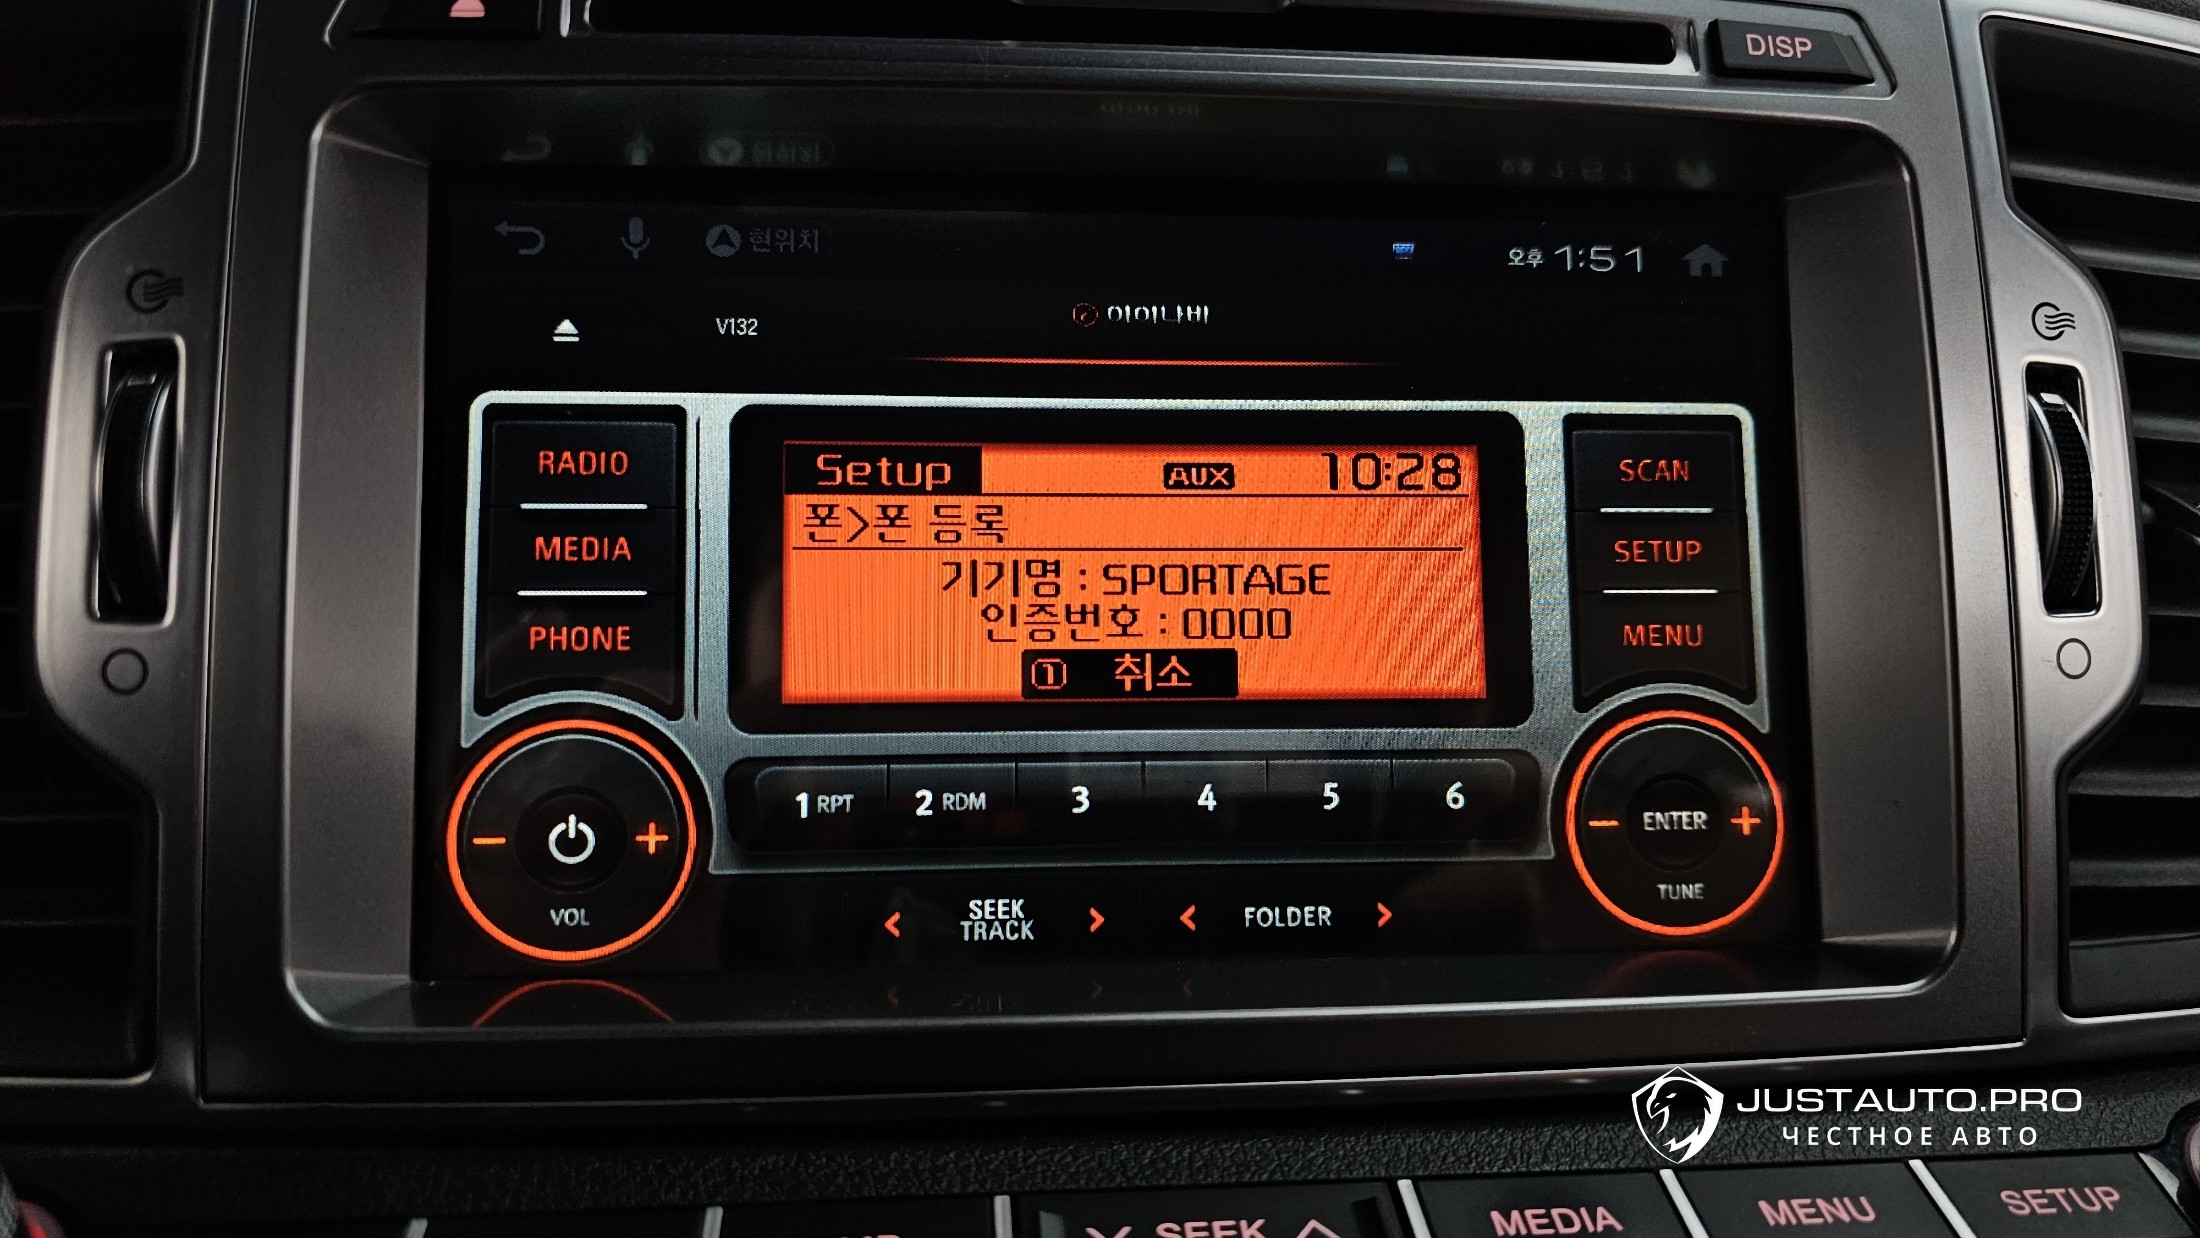 DISP
현위치
오후 1:51
V132
아이나비
RADIO
MEDIA
PHONE
Setup AUX 10:28
폰>폰 등록
기기명 : SPORTAGE
인증번호 : 0000
① 취소
SCAN
SETUP
MENU
1 RPT 2 RDM 3 4 5 6
VOL
SEEK
TRACK
FOLDER
ENTER
TUNE
JUSTAUTO.PRO
ЧЕСТНОЕ АВТО
SEEK MEDIA MENU SETUP